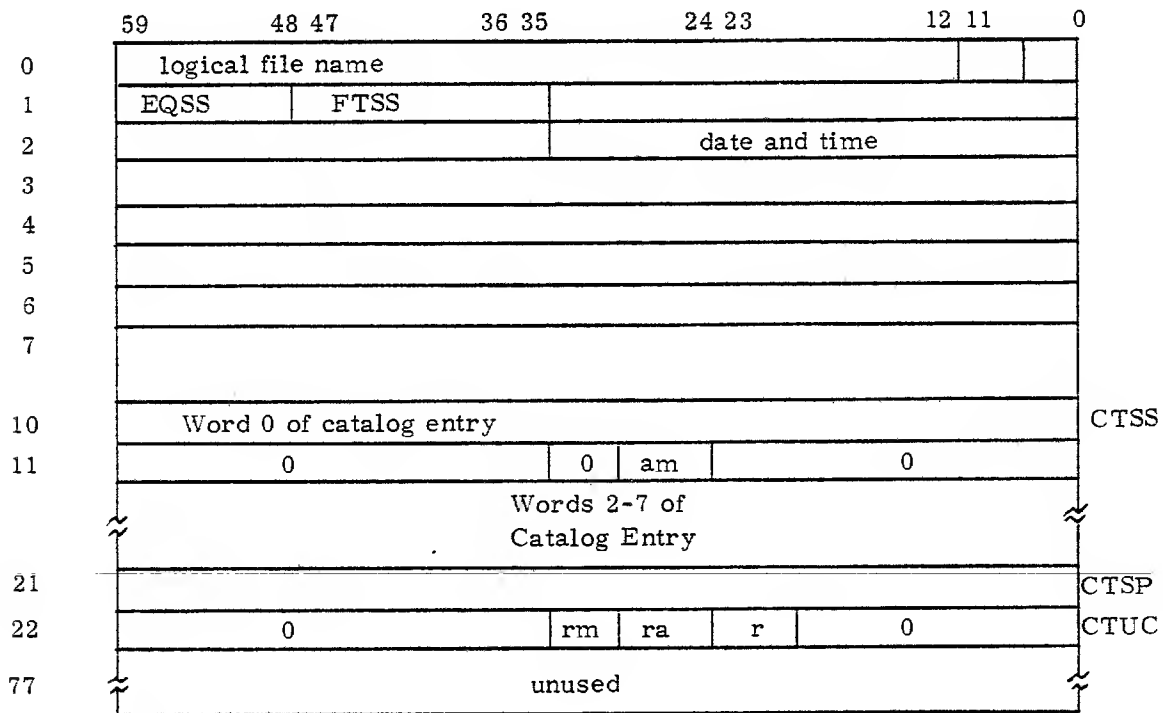 59 48 47 36 35 24 23 12 11 0
0 logical file name
1 EQSS FTSS
2 date and time
3
4
5
6
7
10 Word 0 of catalog entry CTSS
11 0 0 am 0
Words 2-7 of
Catalog Entry
21 CTSP
22 0 rm ra r 0 CTUC
77 unused